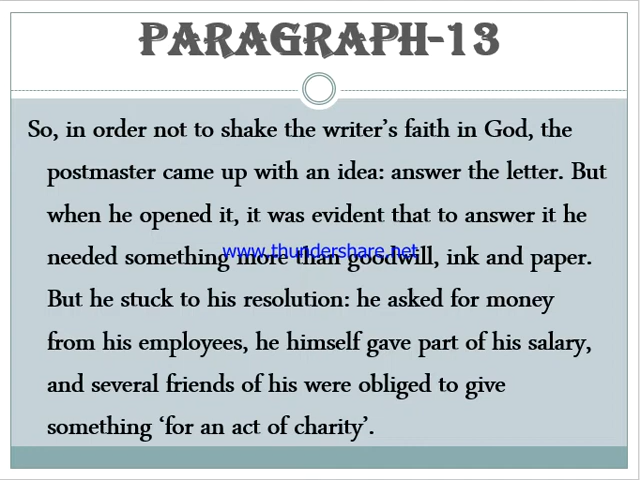 PARAGRAPH-13
So, in order not to shake the writer's faith in God, the
postmaster came up with an idea: answer the letter. But
when he opened it, it was evident that to answer it he
needed something more than goodwill, ink and paper.
www.thundershare.net
But he stuck to his resolution: he asked for money
from his employees, he himself gave part of his salary,
and several friends of his were obliged to give
something ‘for an act of charity’.